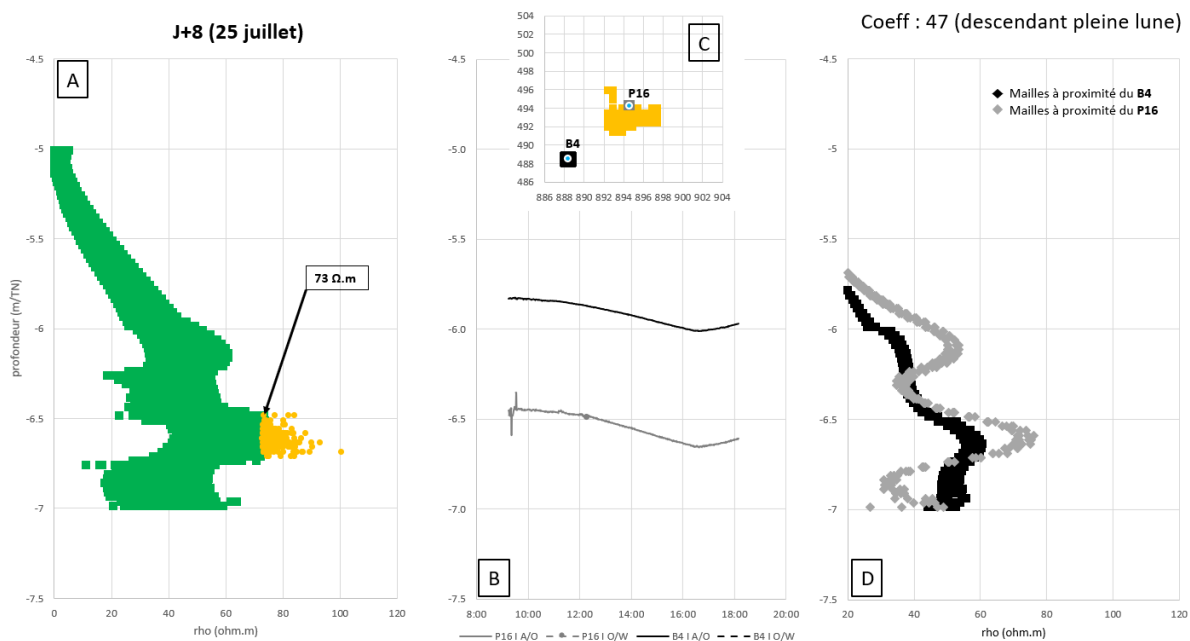 J+8 (25 juillet)
Coeff : 47 (descendant pleine lune)
A
profondeur (m/TN)
-4.5
-5
-5.5
-6
-6.5
-7
-7.5
73 Ω.m
0 20 40 60 80 100 120
rho (ohm.m)
C
504
502
500
498
496
494
492
490
488
486
P16
B4
886 888 890 892 894 896 898 900 902 904
-4.5
-5.0
-5.5
-6.0
-6.5
-7.0
-7.5
B
8:00 10:00 12:00 14:00 16:00 18:00 20:00
P16 I A/O P16 I O/W B4 I A/O B4 I O/W
Mailles à proximité du B4
Mailles à proximité du P16
-4.5
-5
-5.5
-6
-6.5
-7
-7.5
D
20 40 60 80 100 120
rho (ohm.m)